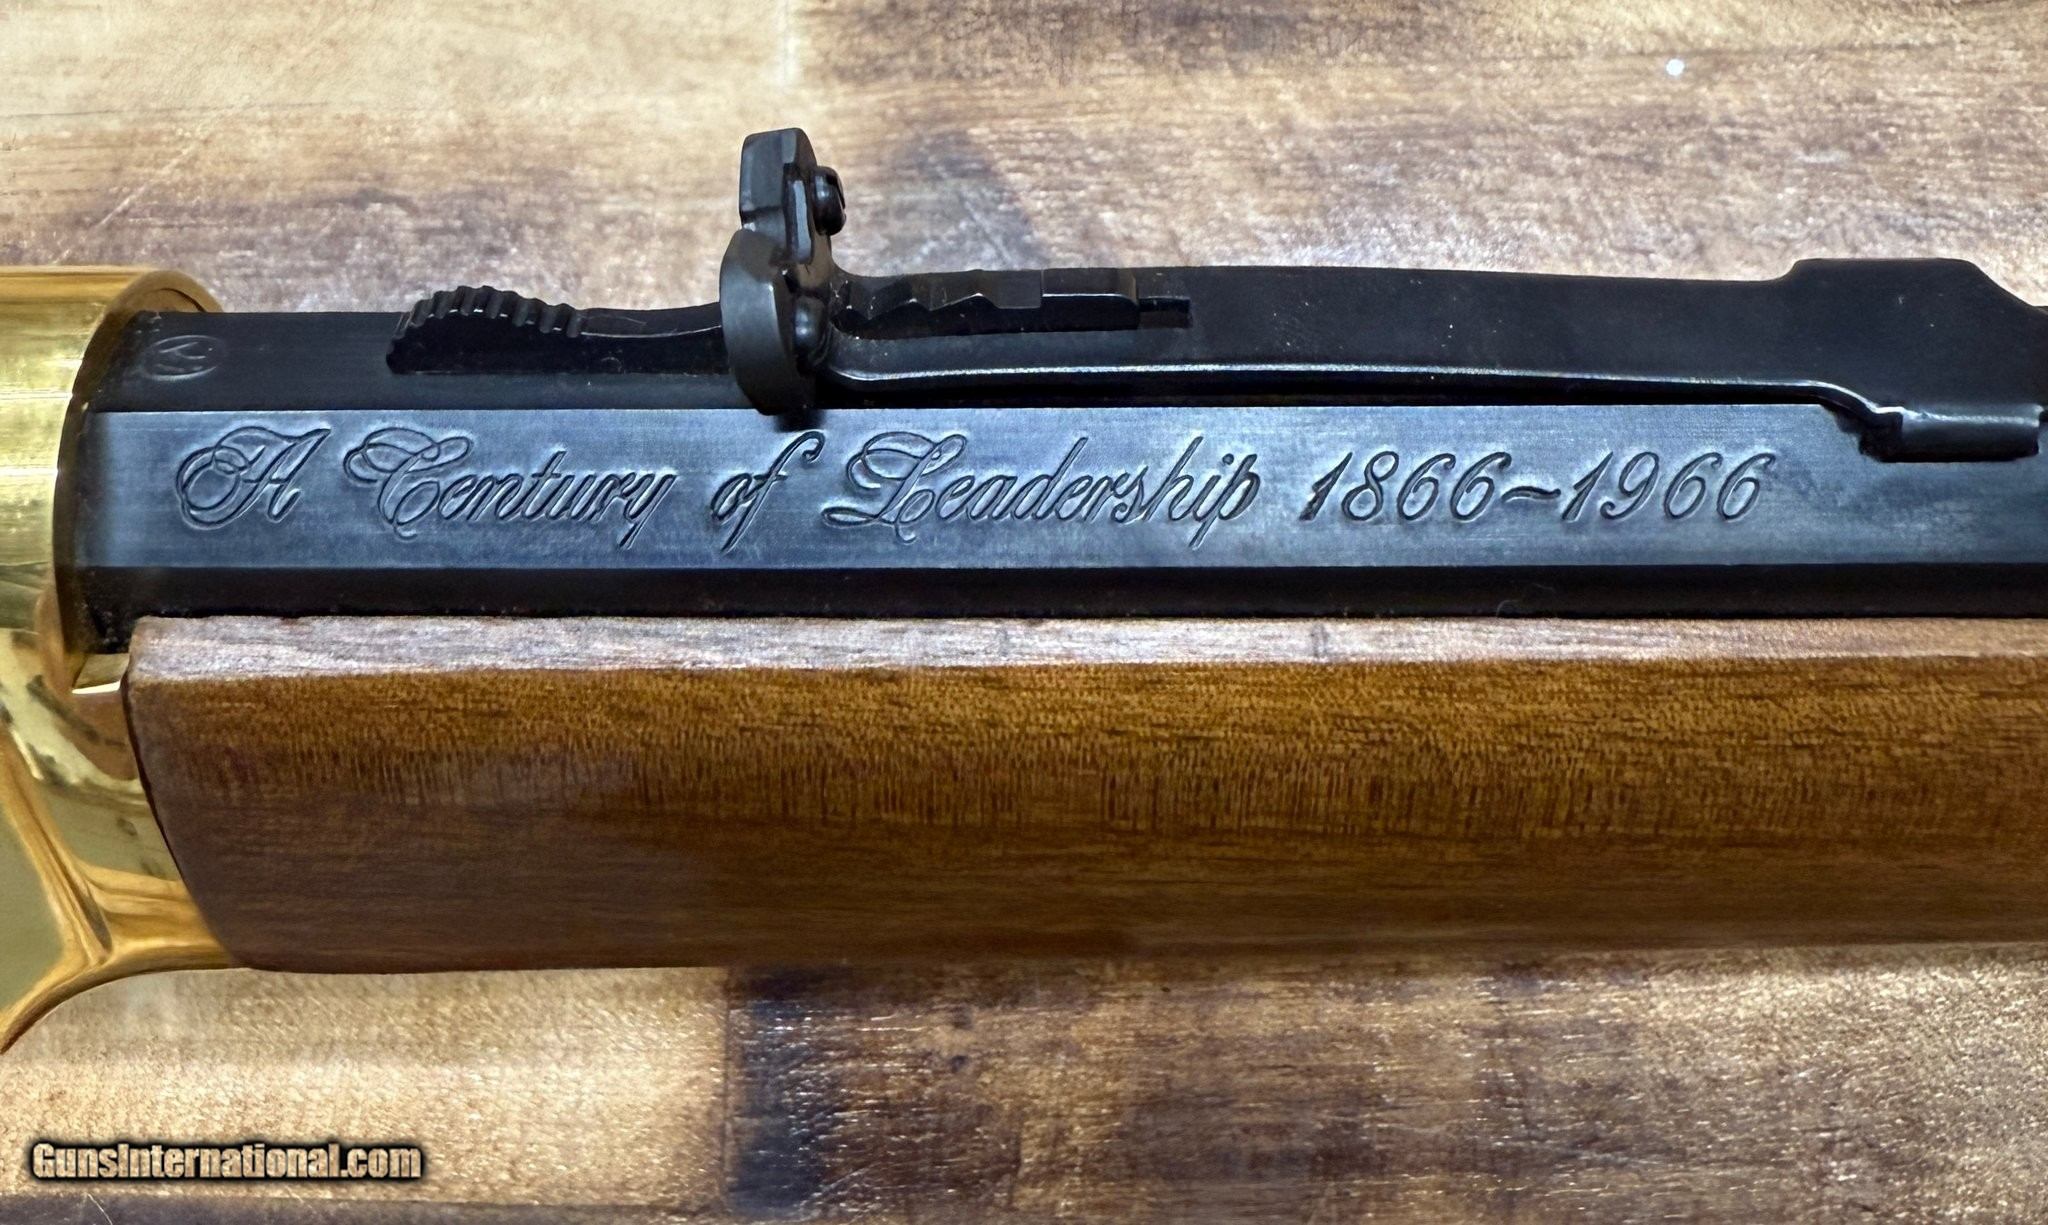 A Century of Leadership 1866~1966
GunsInternational.com